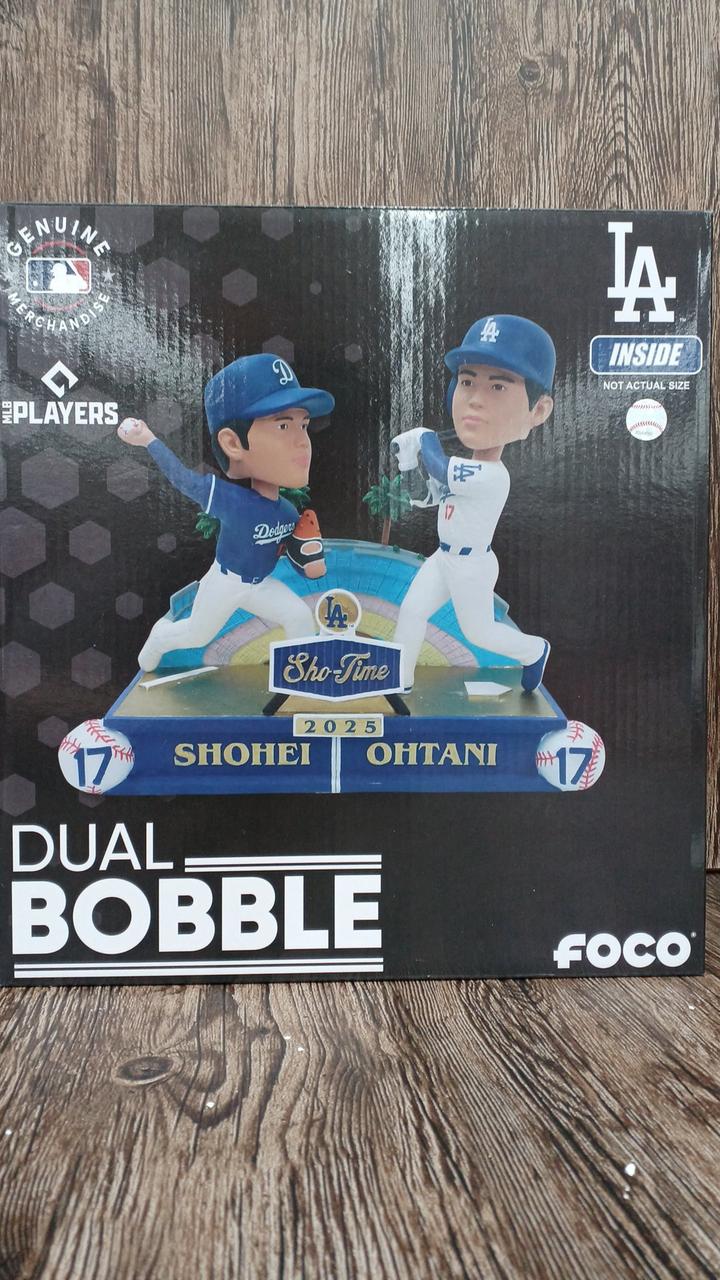 GENUINE
MERCHANDISE
MLB
PLAYERS
LA
INSIDE
NOT ACTUAL SIZE
D
LA
Dodgers
LA
17
LA
Sho-Time
2025
SHOHEI OHTANI
17
17
DUAL
BOBBLE
FOCO